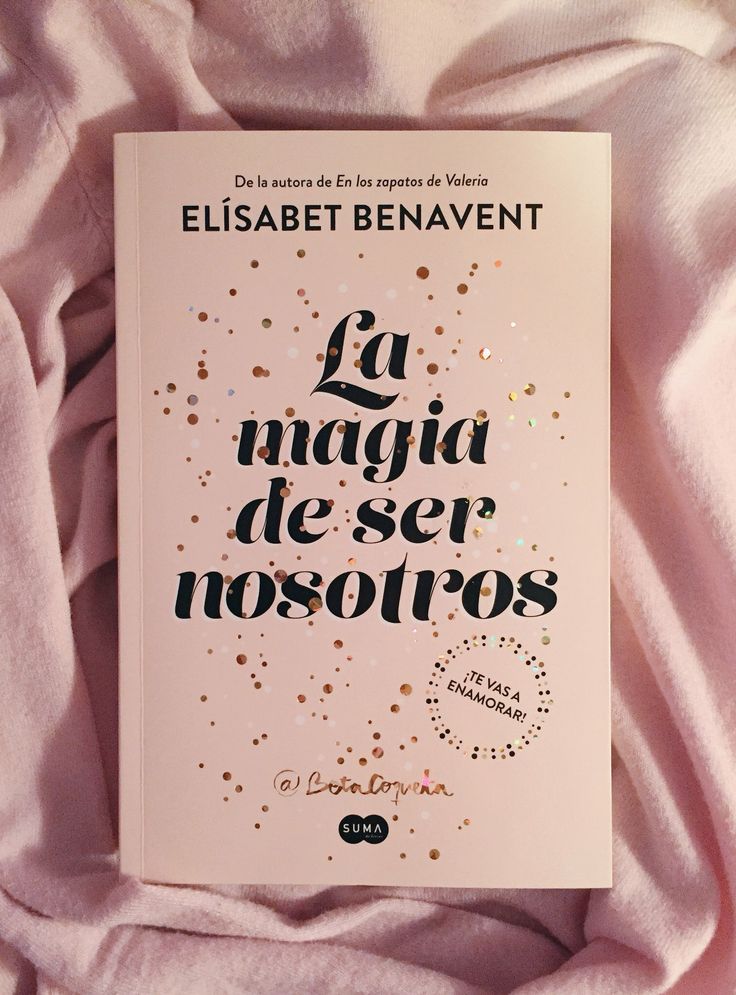 De la autora de En los zapatos de Valeria
ELÍSABET BENAVENT
La
magia
de ser
nosotros
¡TE VAS A
ENAMORAR!
@BetaCoqueta
SUMA